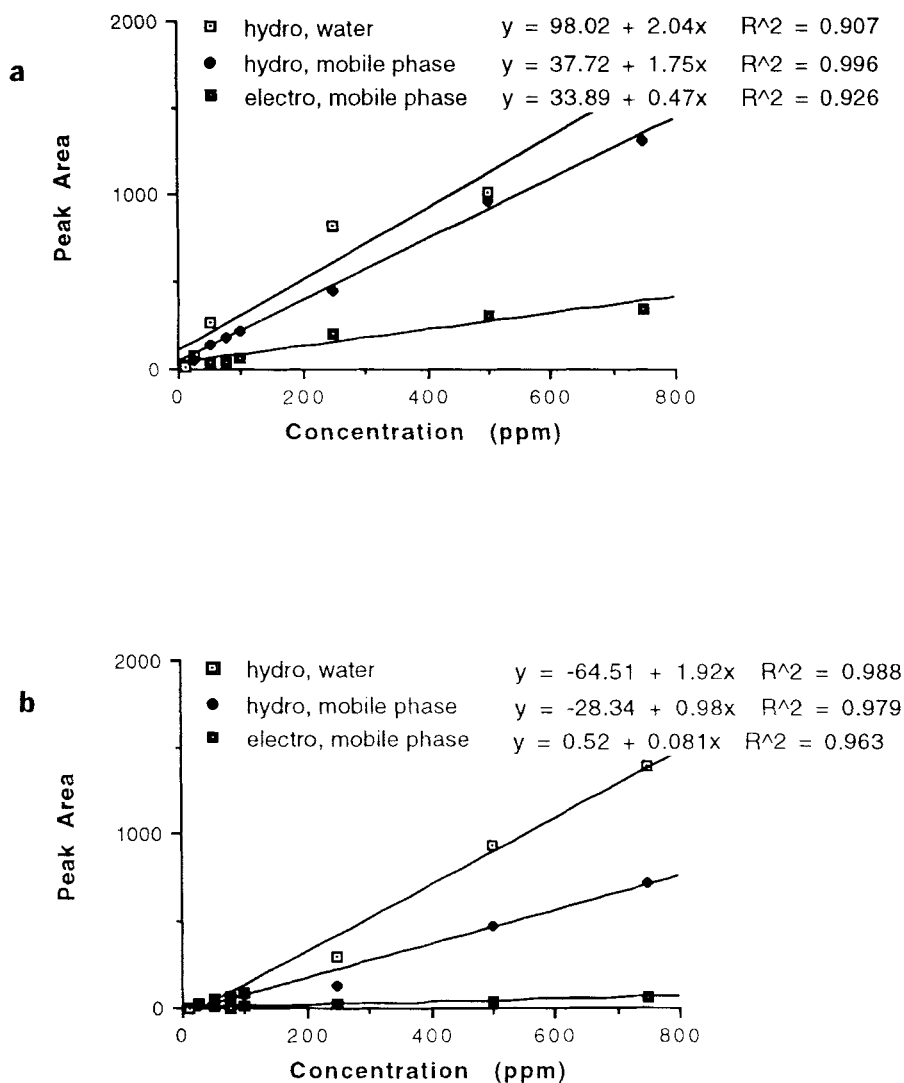 a
2000
hydro, water y = 98.02 + 2.04x R^2 = 0.907
hydro, mobile phase y = 37.72 + 1.75x R^2 = 0.996
electro, mobile phase y = 33.89 + 0.47x R^2 = 0.926
Peak Area
1000
0
0 200 400 600 800
Concentration (ppm)
b
2000
hydro, water y = -64.51 + 1.92x R^2 = 0.988
hydro, mobile phase y = -28.34 + 0.98x R^2 = 0.979
electro, mobile phase y = 0.52 + 0.081x R^2 = 0.963
Peak Area
1000
0
0 200 400 600 800
Concentration (ppm)